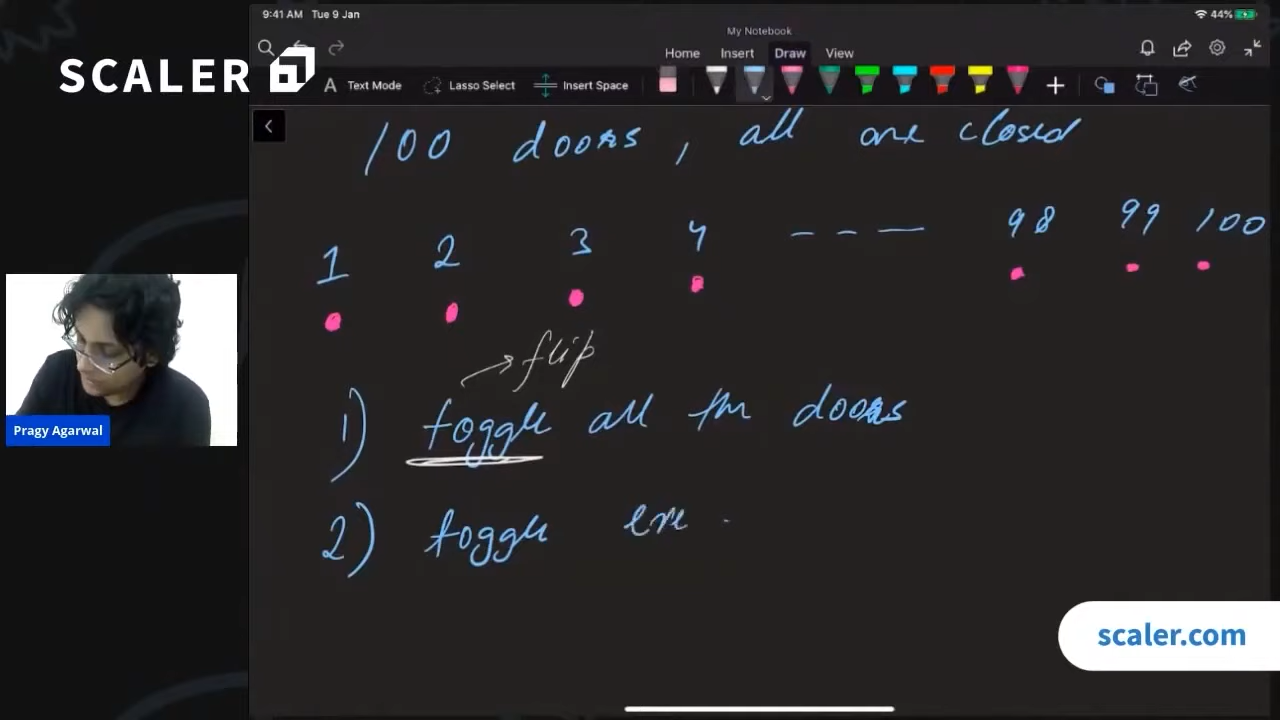 9:41 AM Tue 9 Jan
44%
My Notebook
Home Insert Draw View
SCALER
Text Mode Lasso Select Insert Space
100 doors, all are closed
1 2 3 4 --- 98 99 100
flip
1) toggle all the doors
2) toggle eve
Pragy Agarwal
scaler.com